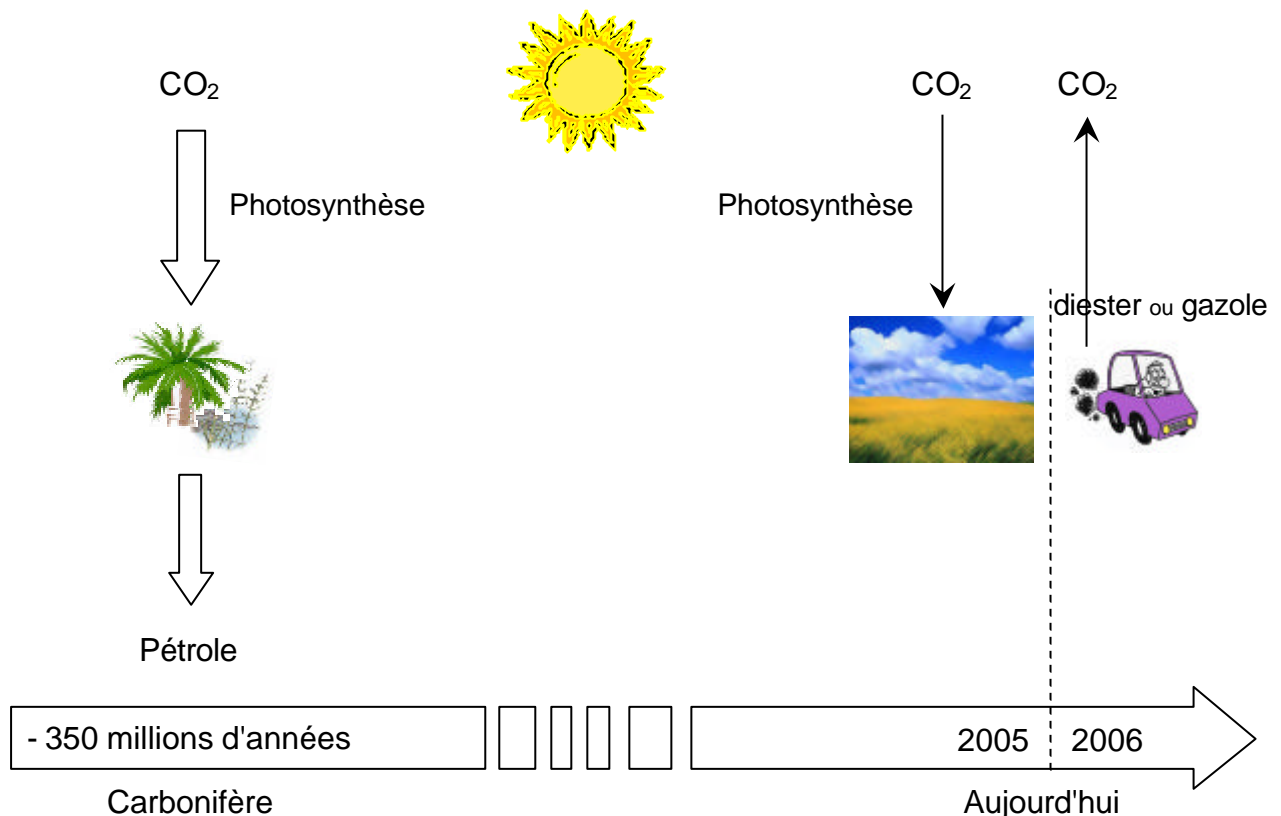 CO₂ CO₂ CO₂
Photosynthèse Photosynthèse
diester ou gazole
Pétrole
- 350 millions d'années 2005 2006
Carbonifère Aujourd'hui